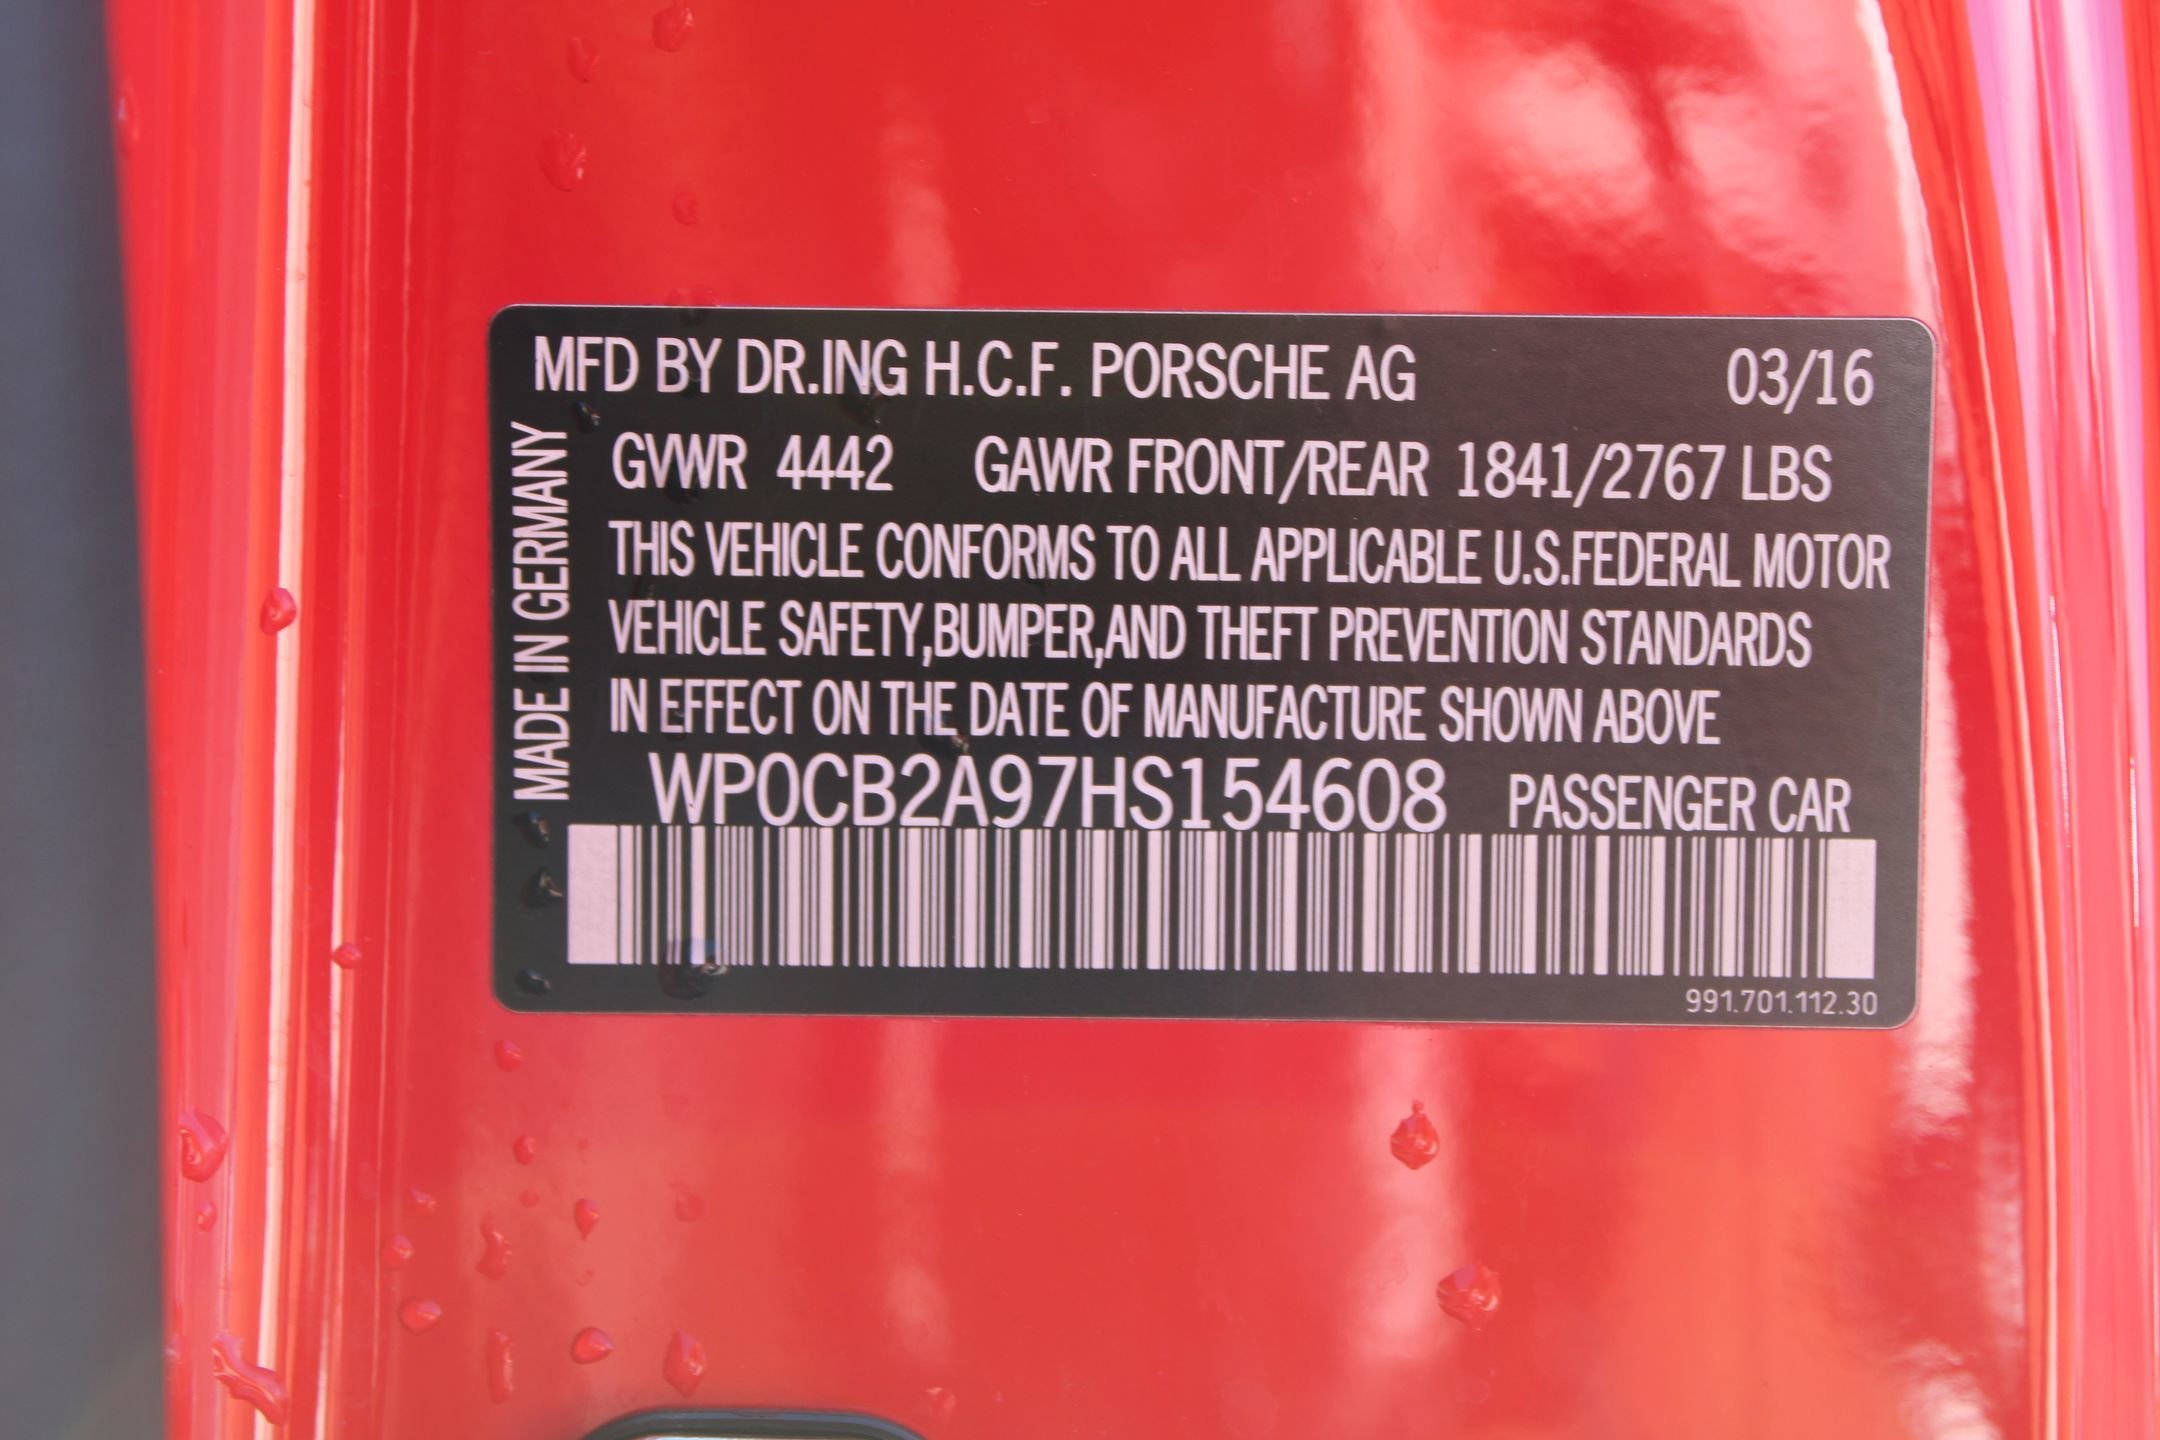 MFD BY DR.ING H.C.F. PORSCHE AG 03/16
GVWR 4442 GAWR FRONT/REAR 1841/2767 LBS
THIS VEHICLE CONFORMS TO ALL APPLICABLE U.S.FEDERAL MOTOR
VEHICLE SAFETY,BUMPER,AND THEFT PREVENTION STANDARDS
IN EFFECT ON THE DATE OF MANUFACTURE SHOWN ABOVE
WP0CB2A97HS154608 PASSENGER CAR
991.701.112.30
MADE IN GERMANY